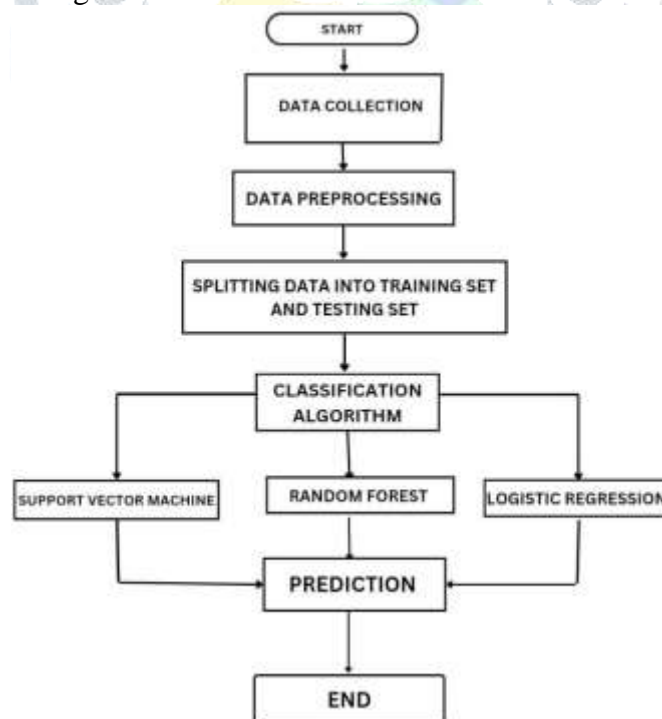 START
DATA COLLECTION
DATA PREPROCESSING
SPLITTING DATA INTO TRAINING SET
AND TESTING SET
CLASSIFICATION
ALGORITHM
SUPPORT VECTOR MACHINE
RANDOM FOREST
LOGISTIC REGRESSION
PREDICTION
END